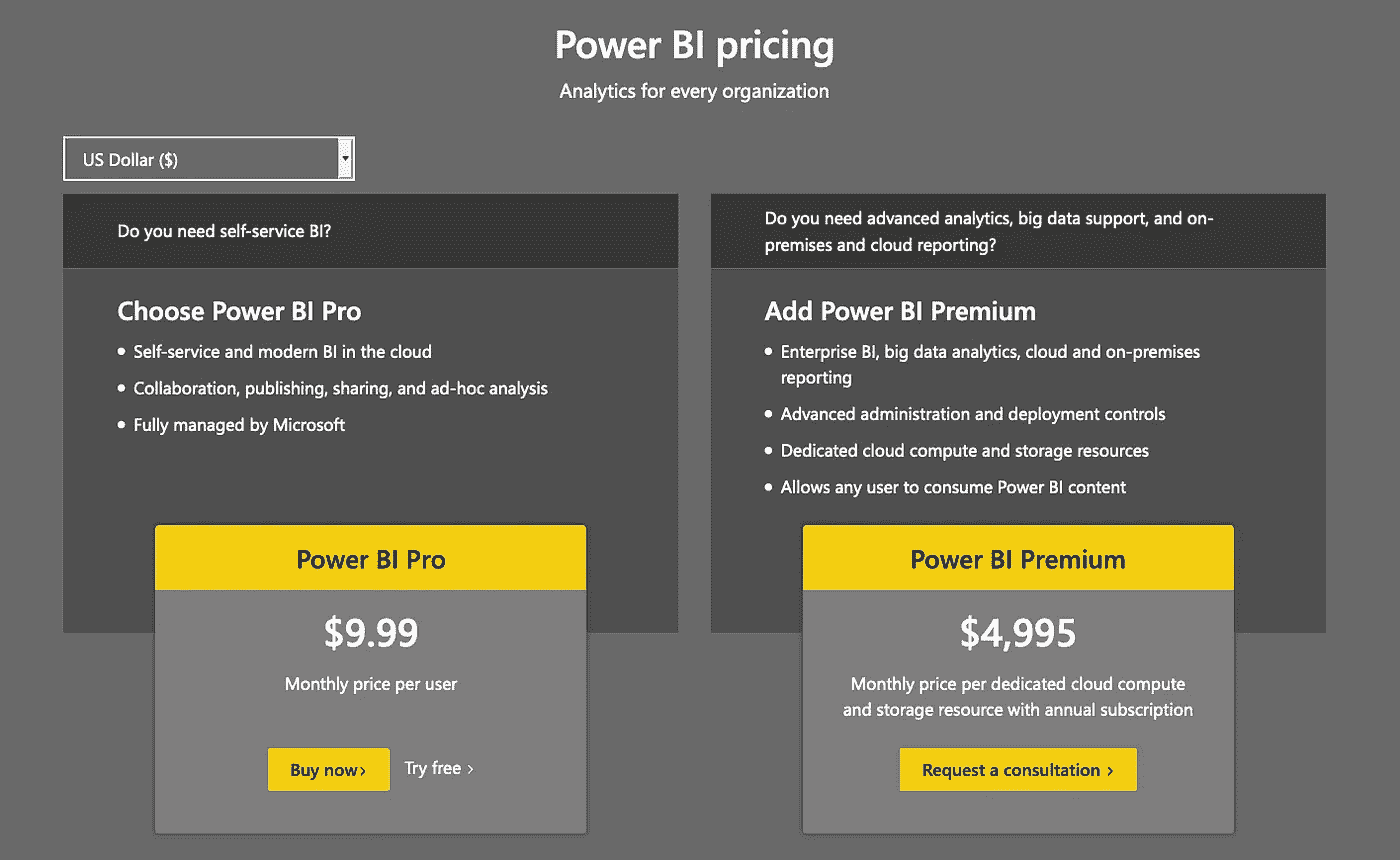 Power BI pricing
Analytics for every organization
US Dollar ($)
Do you need self-service BI?
Choose Power BI Pro
• Self-service and modern BI in the cloud
• Collaboration, publishing, sharing, and ad-hoc analysis
• Fully managed by Microsoft
Power BI Pro
$9.99
Monthly price per user
Buy now ›
Try free ›
Do you need advanced analytics, big data support, and on-
premises and cloud reporting?
Add Power BI Premium
• Enterprise BI, big data analytics, cloud and on-premises
reporting
• Advanced administration and deployment controls
• Dedicated cloud compute and storage resources
• Allows any user to consume Power BI content
Power BI Premium
$4,995
Monthly price per dedicated cloud compute
and storage resource with annual subscription
Request a consultation ›